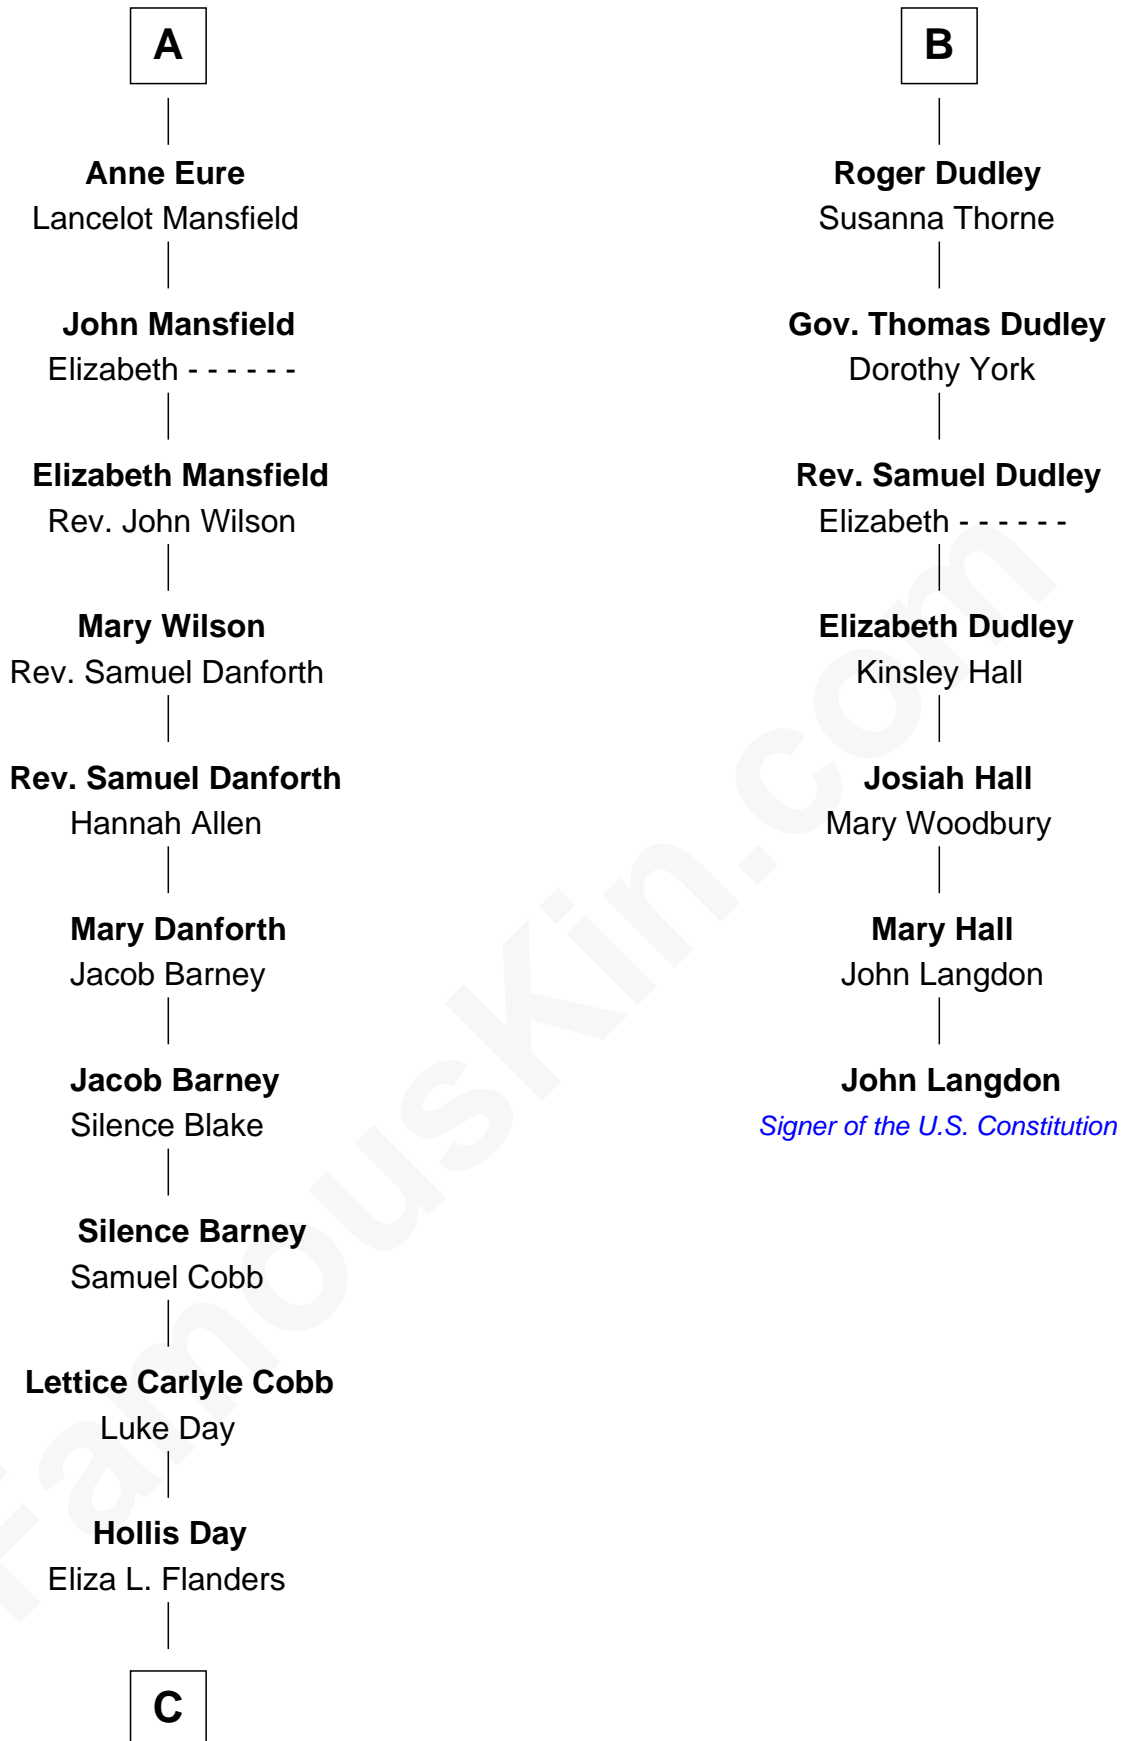 A
Anne Eure
Lancelot Mansfield
John Mansfield
Elizabeth - - - - - -
Elizabeth Mansfield
Rev. John Wilson
Mary Wilson
Rev. Samuel Danforth
Rev. Samuel Danforth
Hannah Allen
Mary Danforth
Jacob Barney
Jacob Barney
Silence Blake
Silence Barney
Samuel Cobb
Lettice Carlyle Cobb
Luke Day
Hollis Day
Eliza L. Flanders
C
B
Roger Dudley
Susanna Thorne
Gov. Thomas Dudley
Dorothy York
Rev. Samuel Dudley
Elizabeth - - - - - -
Elizabeth Dudley
Kinsley Hall
Josiah Hall
Mary Woodbury
Mary Hall
John Langdon
John Langdon
Signer of the U.S. Constitution
FamousKin.com